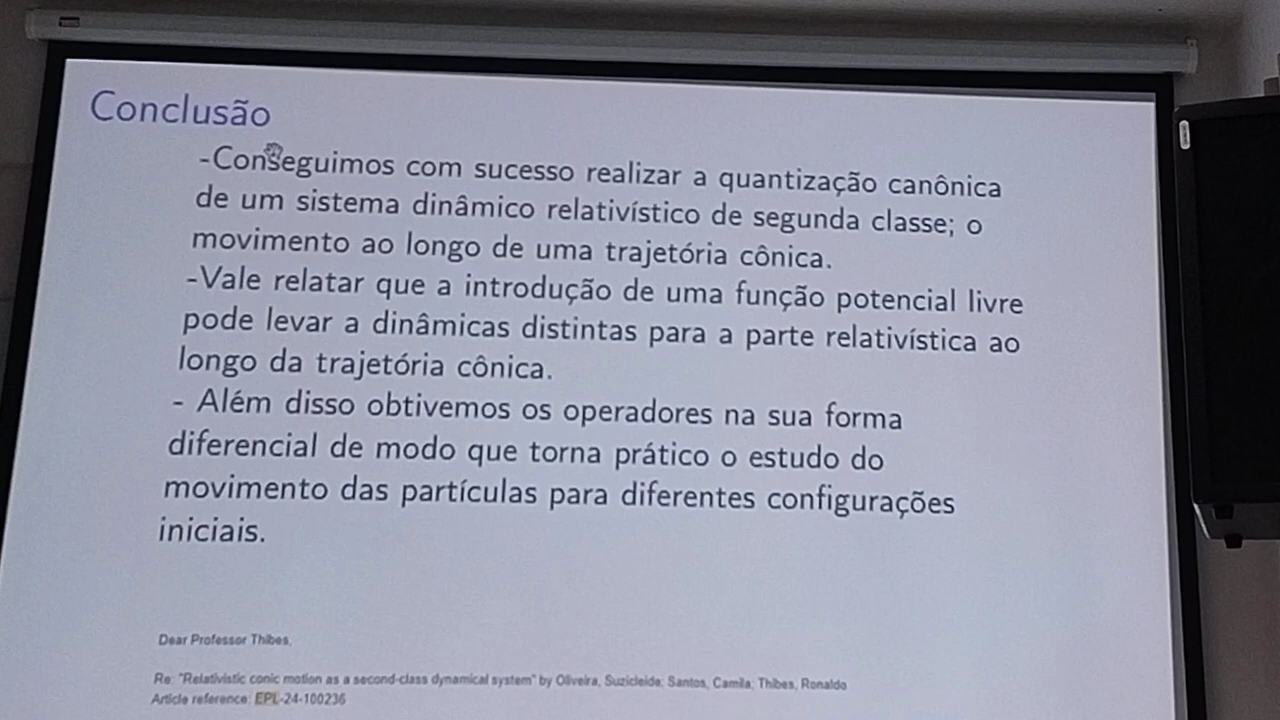 Conclusão
-Conseguimos com sucesso realizar a quantização canônica
de um sistema dinâmico relativístico de segunda classe; o
movimento ao longo de uma trajetória cônica.
-Vale relatar que a introdução de uma função potencial livre
pode levar a dinâmicas distintas para a parte relativística ao
longo da trajetória cônica.
- Além disso obtivemos os operadores na sua forma
diferencial de modo que torna prático o estudo do
movimento das partículas para diferentes configurações
iniciais.
Dear Professor Thibes,
Re: "Relativistic conic motion as a second-class dynamical system" by Oliveira, Suzicleide; Santos, Camila; Thibes, Ronaldo
Article reference: EPL-24-100236